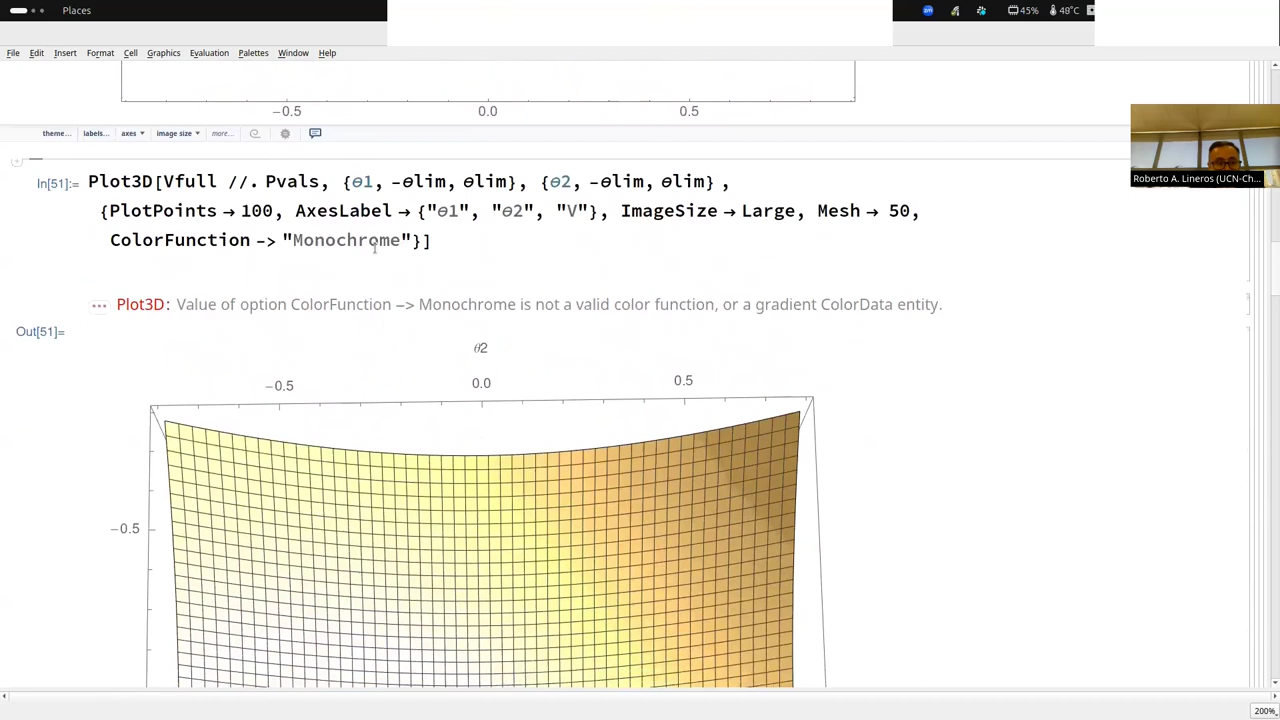 Places
45%
48°C
File Edit Insert Format Cell Graphics Evaluation Palettes Window Help
−0.5 0.0 0.5
theme... labels... axes image size more...
In[51]:= Plot3D[Vfull //. Pvals, {θ1, -θlim, θlim}, {θ2, -θlim, θlim} ,
{PlotPoints → 100, AxesLabel → {"θ1", "θ2", "V"}, ImageSize → Large, Mesh → 50,
ColorFunction -> "Monochrome"}]
Roberto A. Lineros (UCN-Ch...
Plot3D: Value of option ColorFunction −> Monochrome is not a valid color function, or a gradient ColorData entity.
Out[51]=
θ2
−0.5 0.0 0.5
−0.5
200%